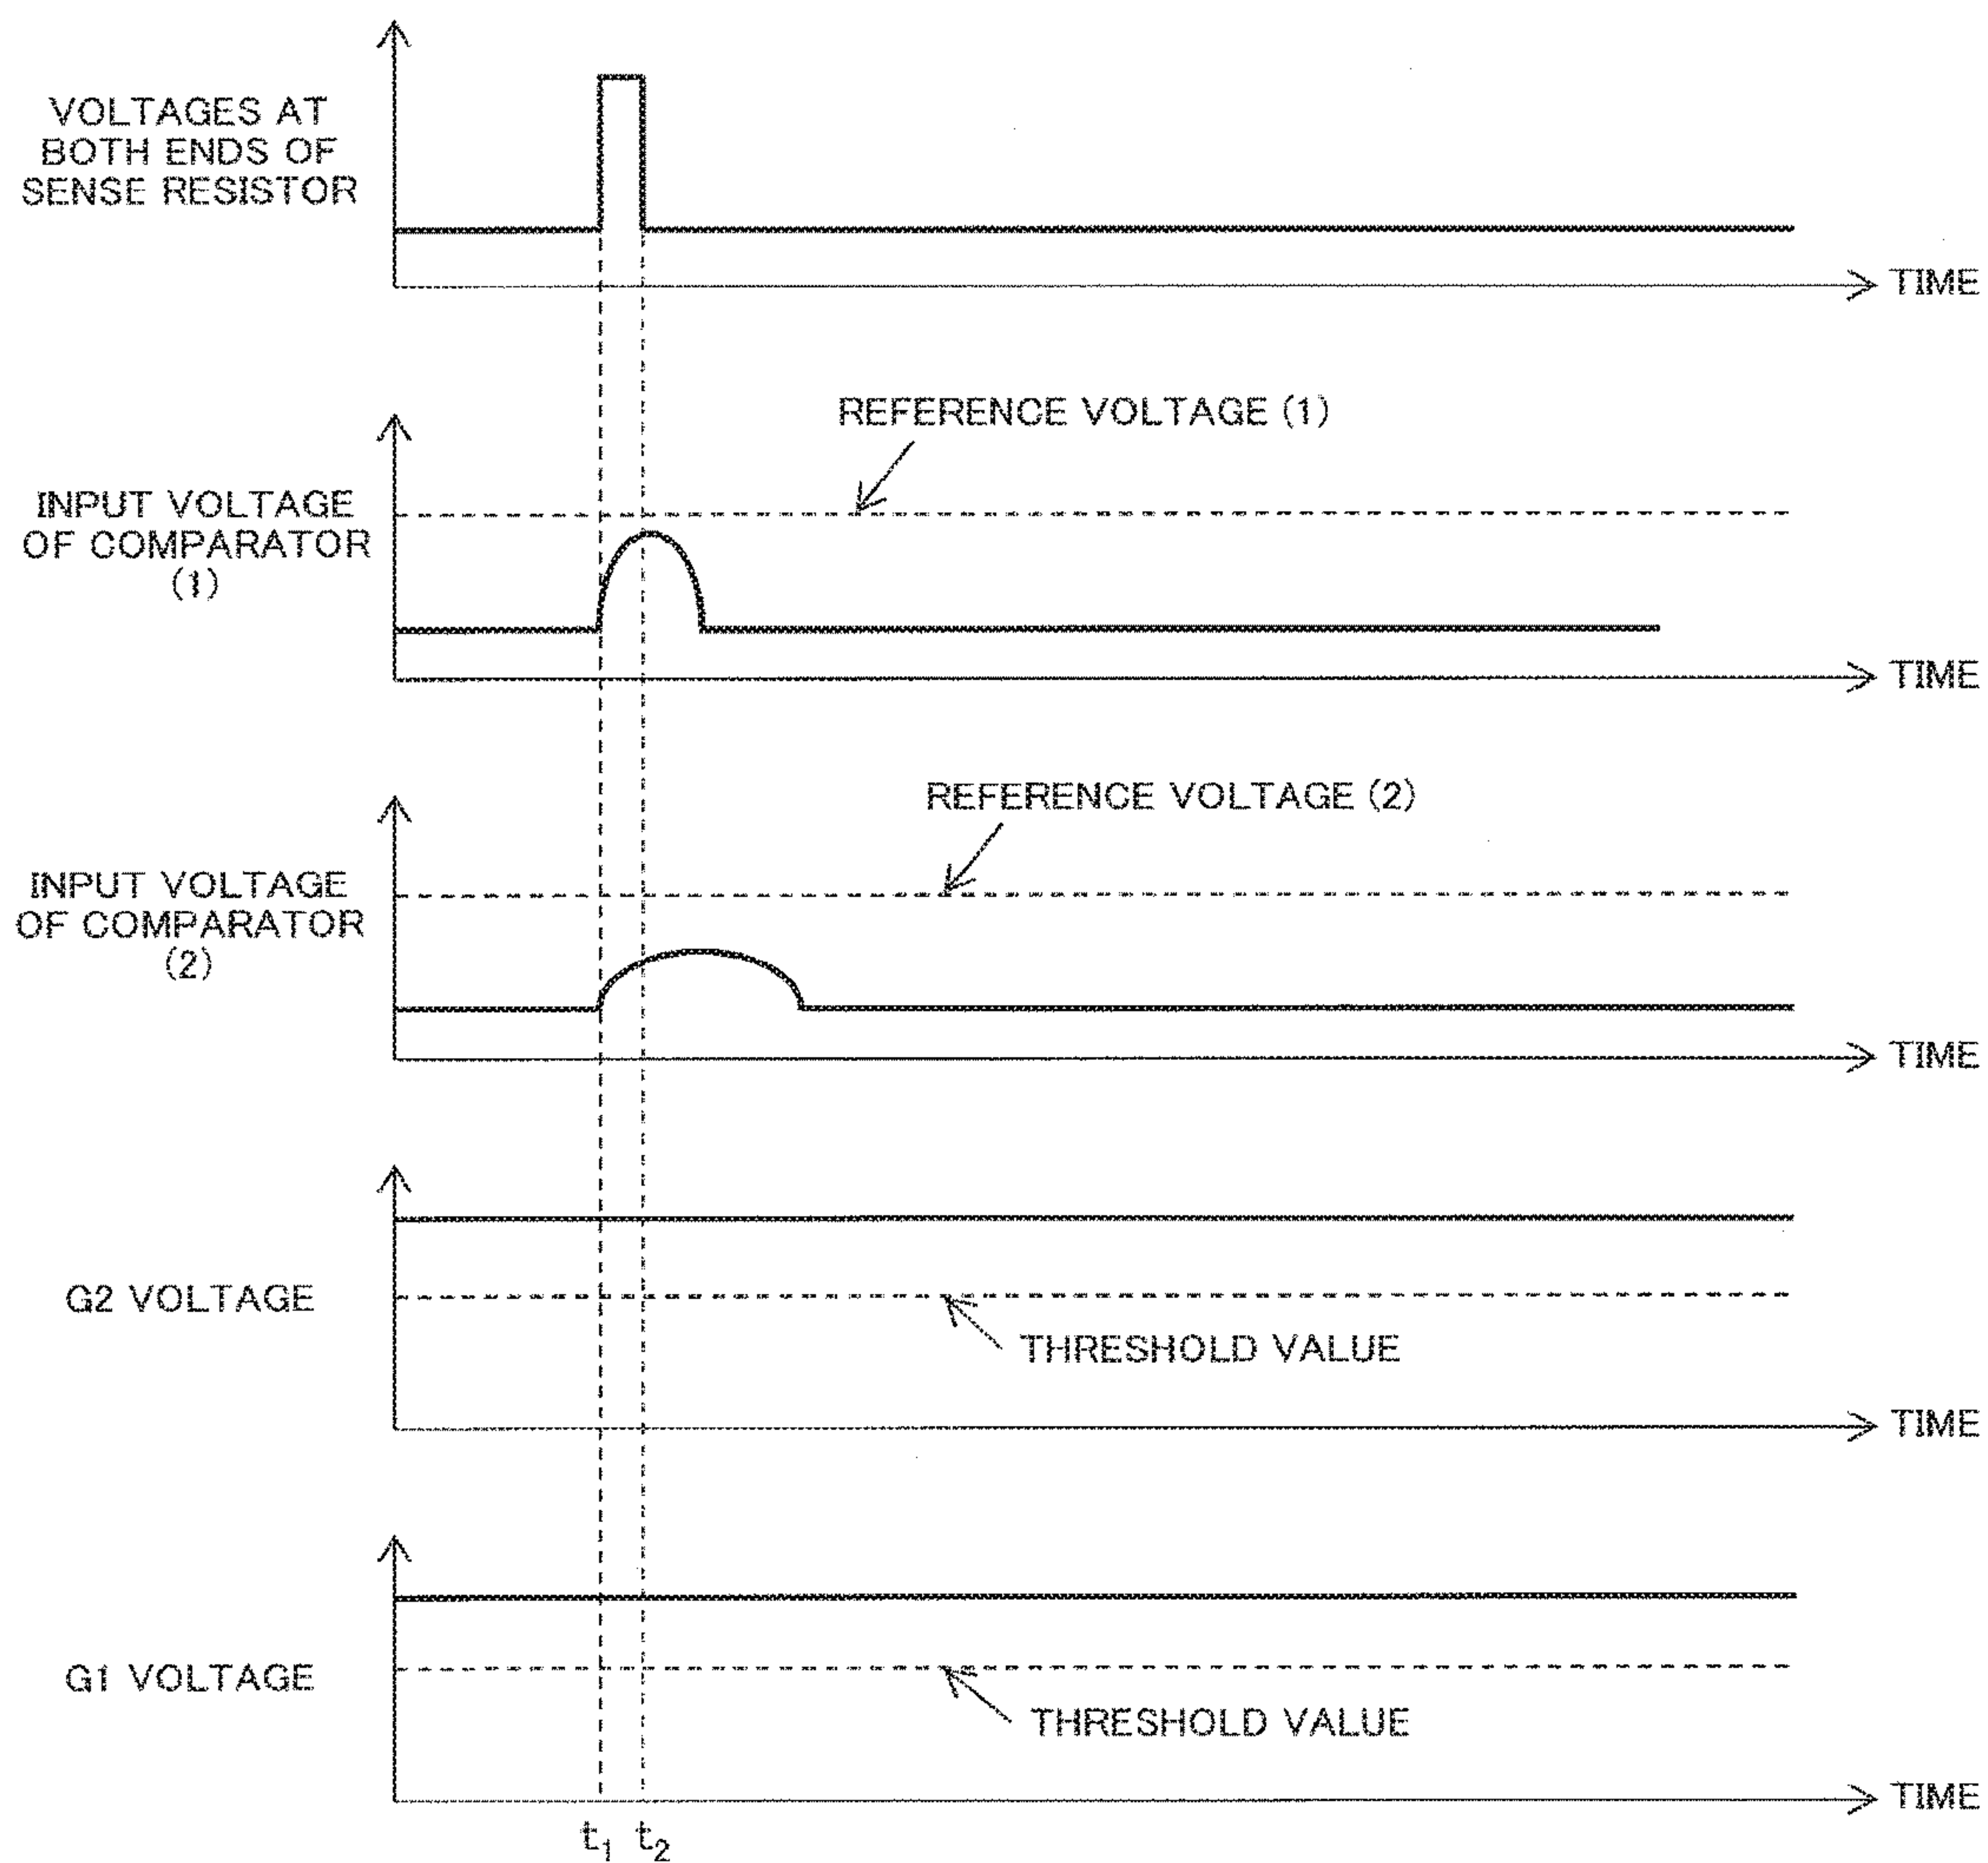 VOLTAGES AT
BOTH ENDS OF
SENSE RESISTOR
TIME
REFERENCE VOLTAGE (1)
INPUT VOLTAGE
OF COMPARATOR
(1)
TIME
REFERENCE VOLTAGE (2)
INPUT VOLTAGE
OF COMPARATOR
(2)
TIME
G2 VOLTAGE
THRESHOLD VALUE
TIME
G1 VOLTAGE
THRESHOLD VALUE
TIME
t1 t2